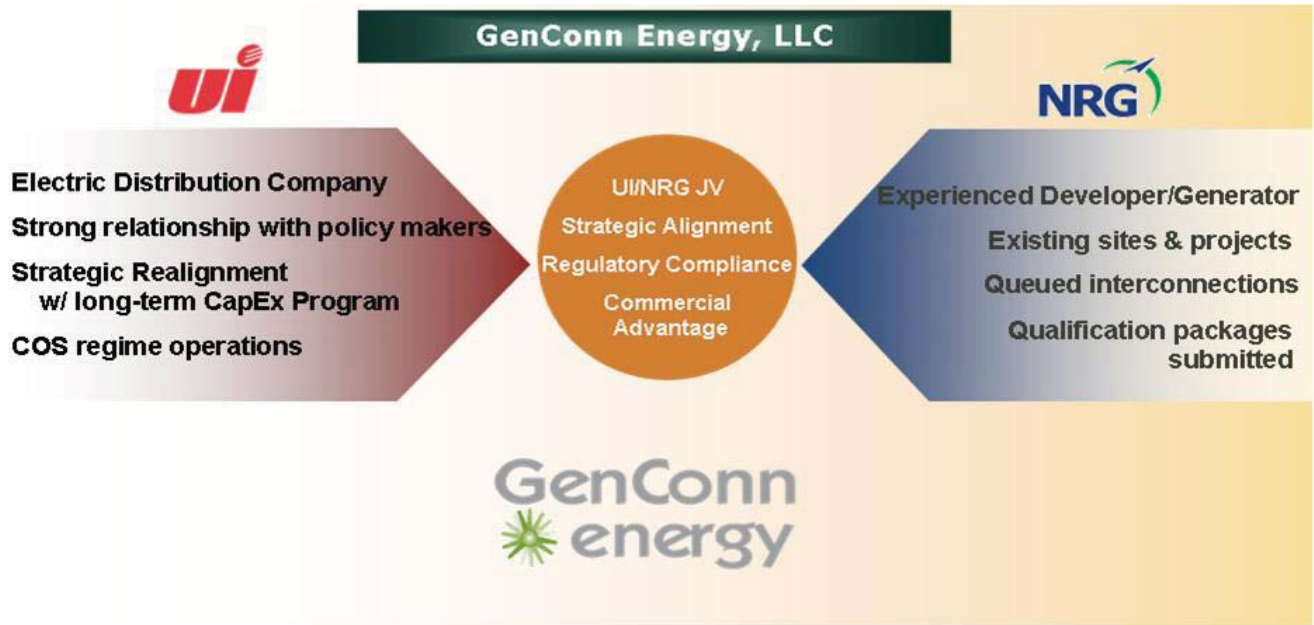 GenConn Energy, LLC
ui
Electric Distribution Company
Strong relationship with policy makers
Strategic Realignment
w/ long-term CapEx Program
COS regime operations
UI/NRG JV
Strategic Alignment
Regulatory Compliance
Commercial
Advantage
NRG
Experienced Developer/Generator
Existing sites & projects
Queued interconnections
Qualification packages
submitted
GenConn
energy